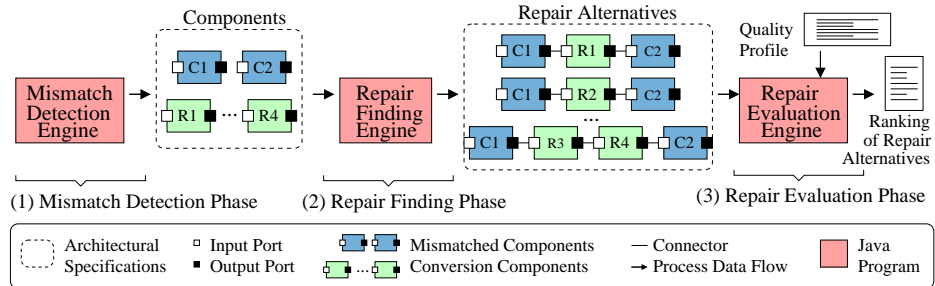 Components
Repair Alternatives
Quality
Profile
Mismatch
Detection
Engine
C1 C2
R1 ... R4
Repair
Finding
Engine
C1 R1 C2
C1 R2 C2
...
C1 R3 R4 C2
Repair
Evaluation
Engine
Ranking
of Repair
Alternatives
(1) Mismatch Detection Phase
(2) Repair Finding Phase
(3) Repair Evaluation Phase
Architectural
Specifications
Input Port
Output Port
Mismatched Components
... Conversion Components
Connector
Process Data Flow
Java
Program